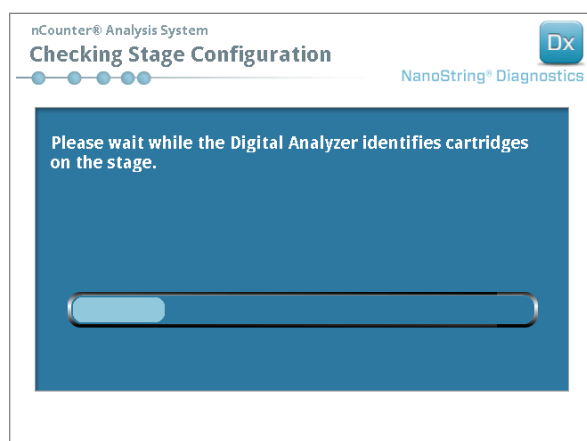 nCounter® Analysis System
Checking Stage Configuration
Dx
NanoString® Diagnostics
Please wait while the Digital Analyzer identifies cartridges
on the stage.